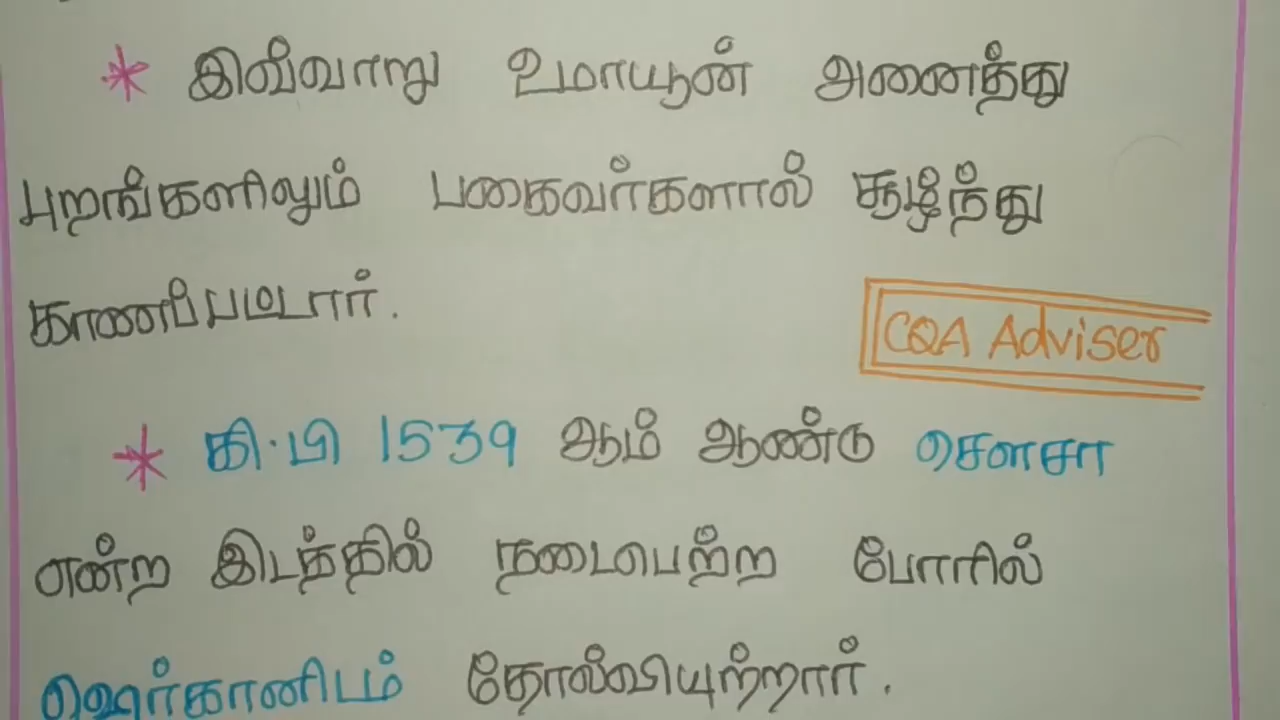 * இவ்வாறு உமாயூன் அனைத்து
புறங்களிலும் பகைவர்களால் சூழ்ந்து
காணப்பட்டார்.
CQA Adviser
* கி.பி 1539 ஆம் ஆண்டு சௌசா
என்ற இடத்தில் நடைபெற்ற போரில்
ஷெர்கானிடம் தோல்வியுற்றார்.